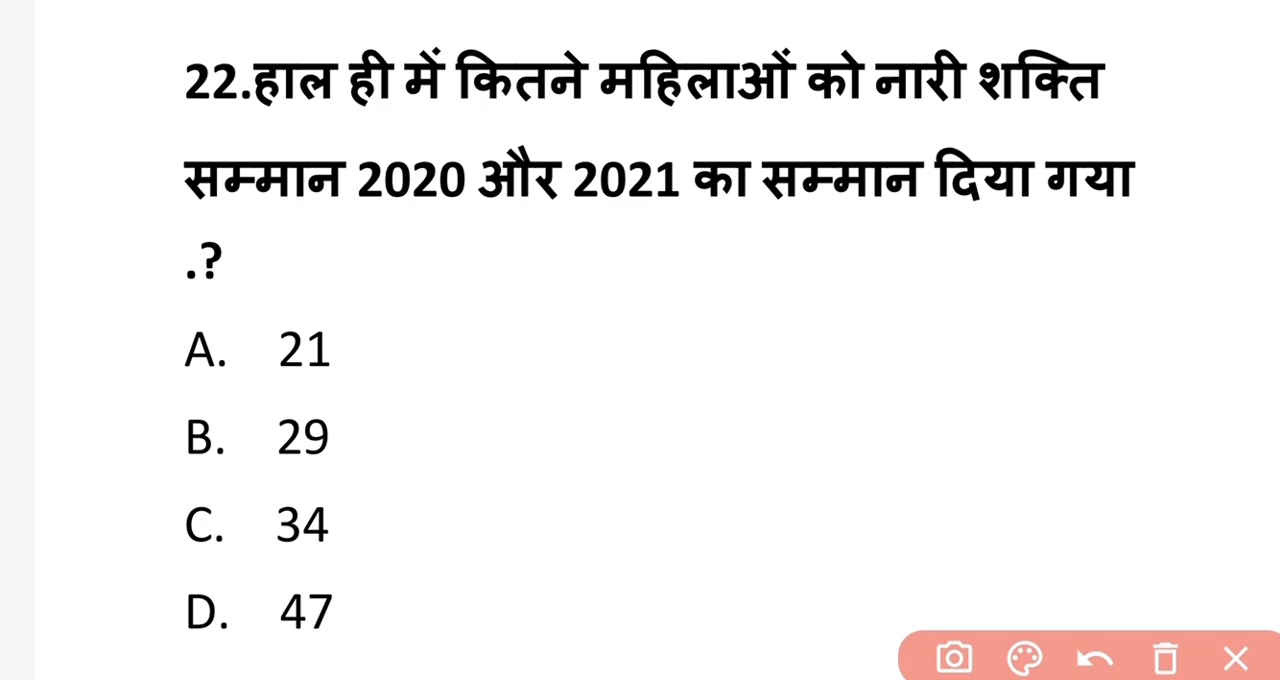 22.हाल ही में कितने महिलाओं को नारी शक्ति
सम्मान 2020 और 2021 का सम्मान दिया गया
.?
A. 21
B. 29
C. 34
D. 47